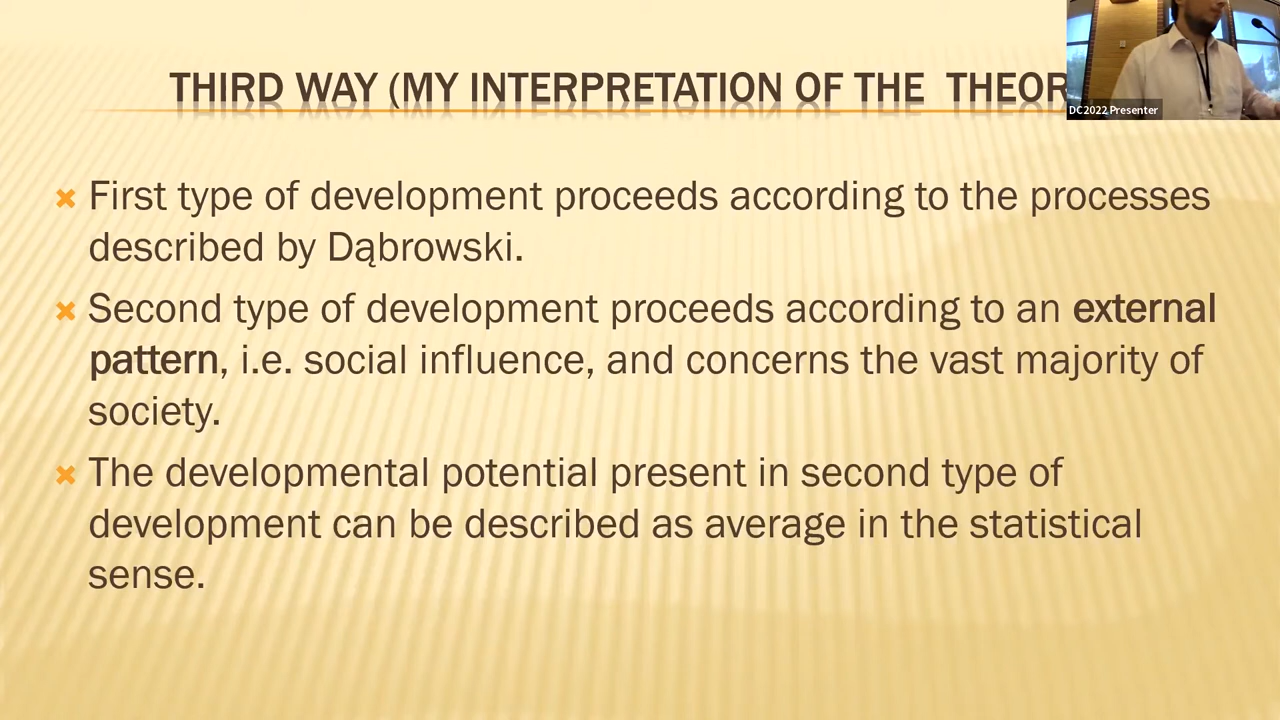 THIRD WAY (MY INTERPRETATION OF THE THEOR
DC2022 Presenter
First type of development proceeds according to the processes
described by Dąbrowski.
Second type of development proceeds according to an external
pattern, i.e. social influence, and concerns the vast majority of
society.
The developmental potential present in second type of
development can be described as average in the statistical
sense.